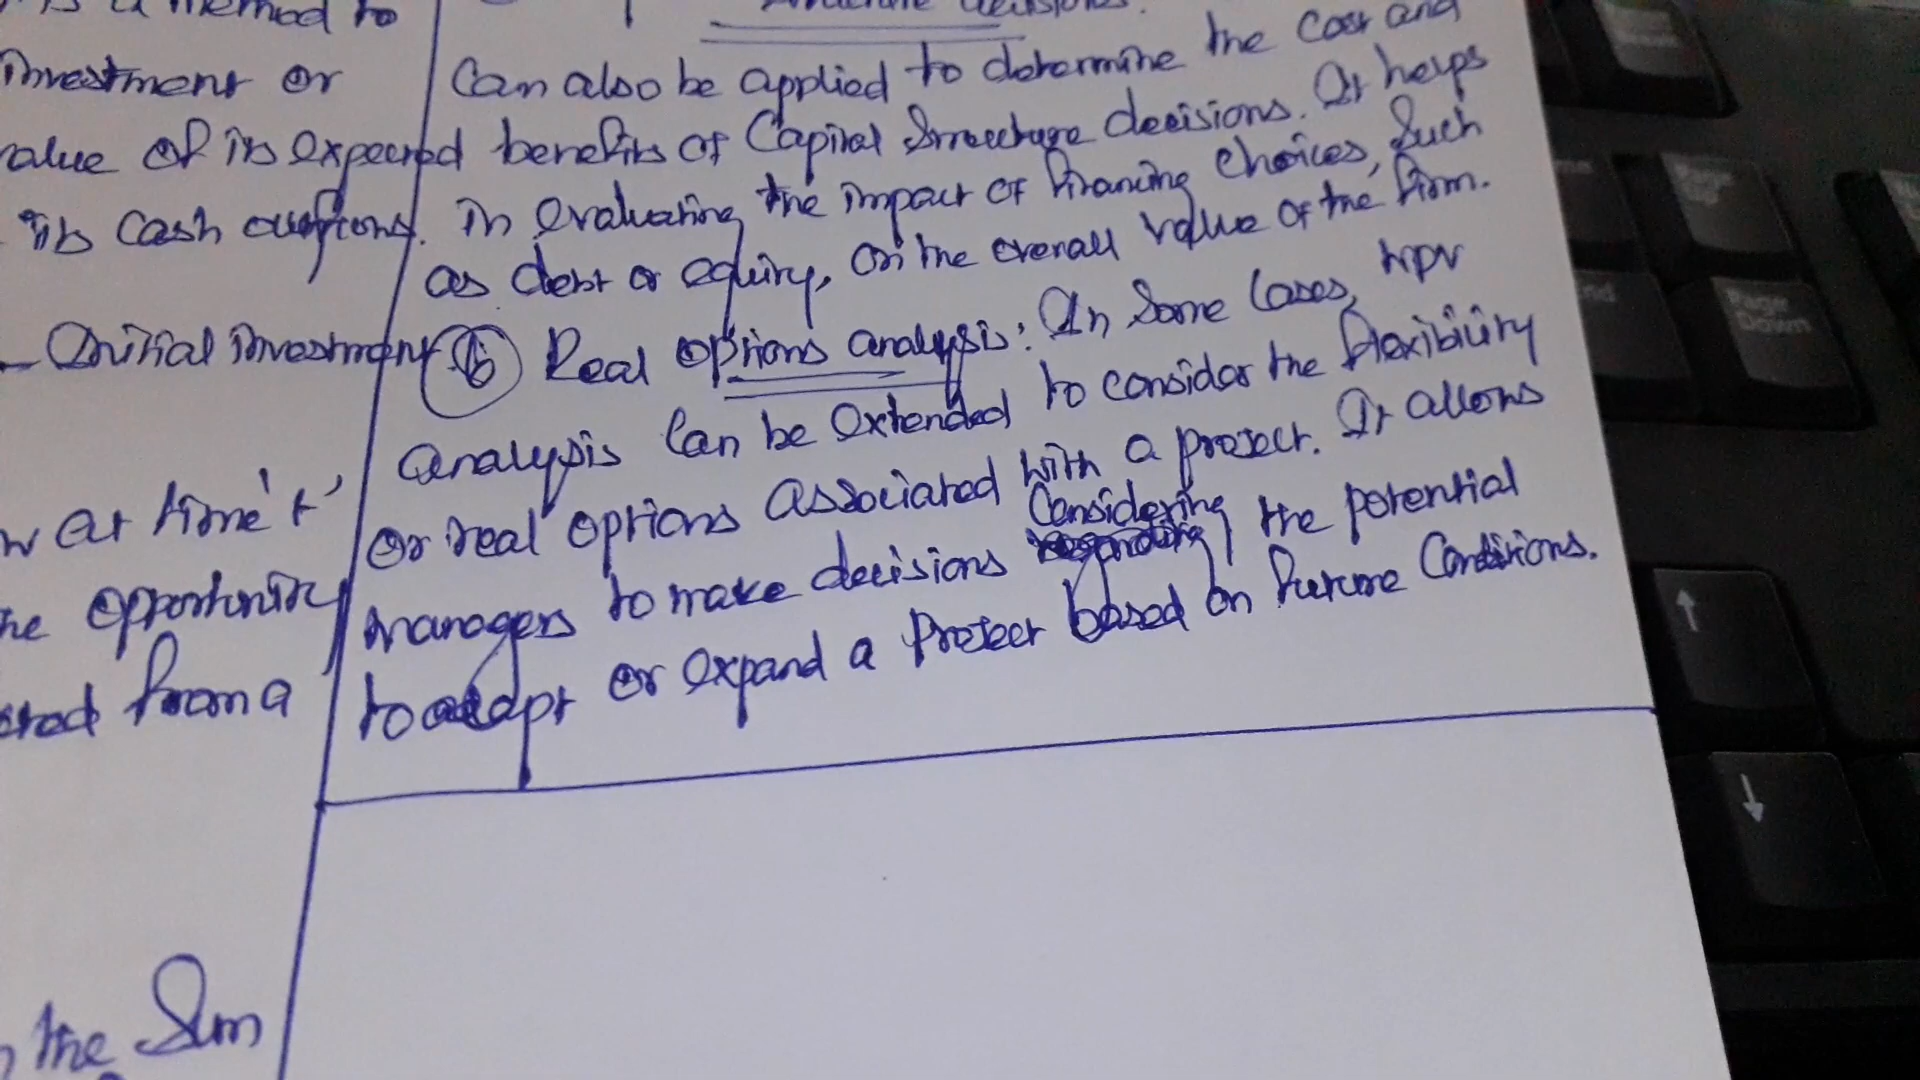 to
investment or
value of its expected
its cash outflows.
- Initial investment
w at time 't'
the opportunity
from a
the Sum
decisions.
Can also be applied to determine the cost and
benefits of Capital Structure decisions. It helps
in evaluating the impact of financing choices, such
as debt or equity, on the overall value of the firm.
⑥ Real options analysis: In Some Cases, NPV
analysis can be extended to consider the flexibility
or real options associated with a project. It allows
managers to make decisions Considering the potential
to adapt or expand a project based on future Conditions.
Page
Down
↑
↓